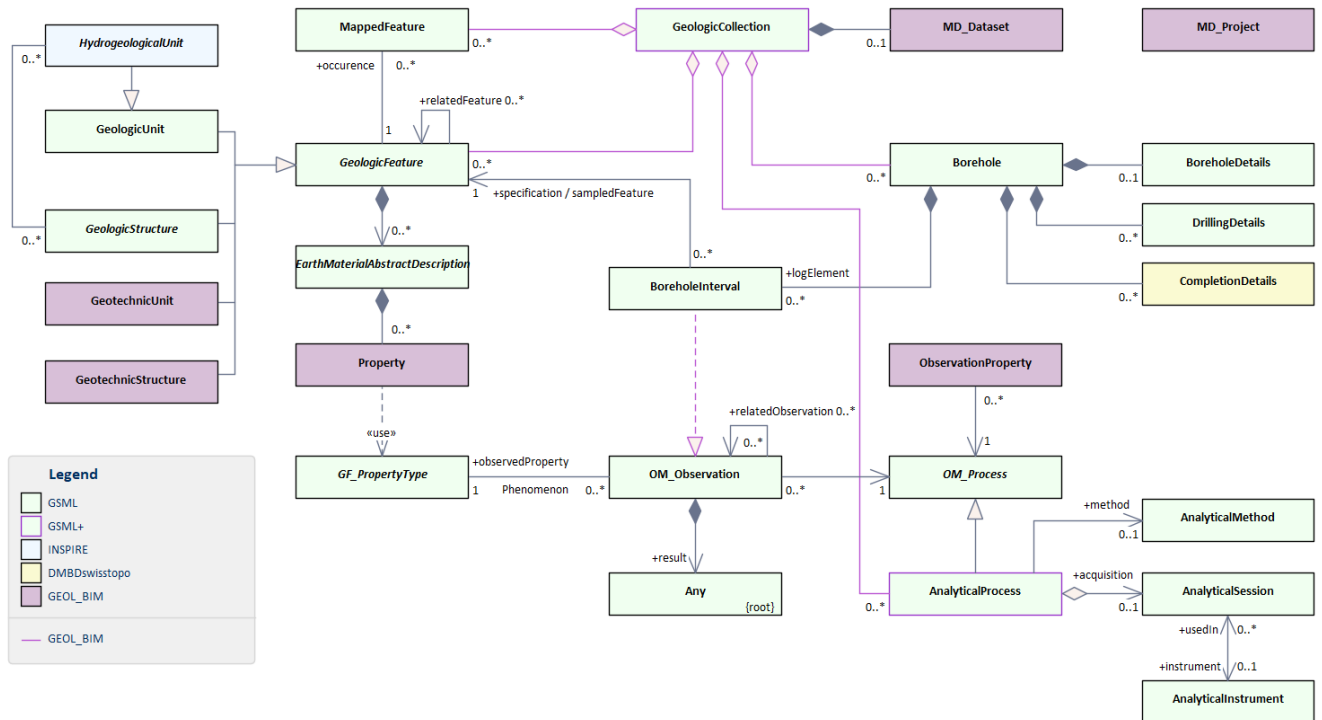 MappedFeature
GeologicCollection
MD_Dataset
MD_Project
HydrogeologicalUnit
0..*
0..*
0..1
0..*
+occurence
0..*
+relatedFeature 0..*
GeologicUnit
1
GeologicFeature
0..*
Borehole
BoreholeDetails
0..*
0..1
1
+specification / sampledFeature
GeologicStructure
0..*
0..*
DrillingDetails
0..*
0..*
EarthMaterialAbstractDescription
+logElement
BoreholeInterval
CompletionDetails
0..*
0..*
GeotechnicUnit
0..*
Property
ObservationProperty
GeotechnicStructure
0..*
+relatedObservation 0..*
«use»
0..*
1
+observedProperty
GF_PropertyType
OM_Observation
OM_Process
1
Phenomenon
0..*
0..*
1
Legend
GSML
GSML+
INSPIRE
DMBDswisstopo
GEOL_BIM
GEOL_BIM
+method
AnalyticalMethod
0..1
+result
+acquisition
Any
{root}
AnalyticalProcess
0..*
AnalyticalSession
0..1
+usedIn
0..*
+instrument
0..1
AnalyticalInstrument